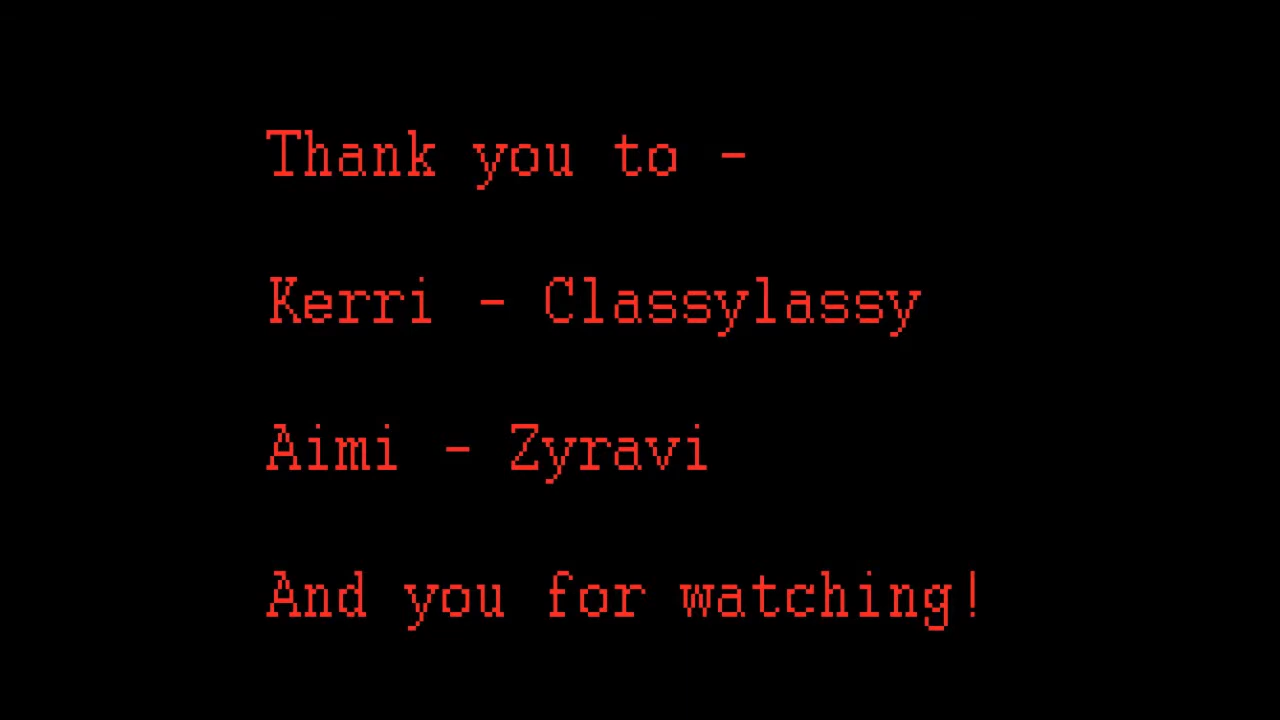 Thank you to -
Kerri - Classylassy
Aimi - Zyravi
And you for watching!